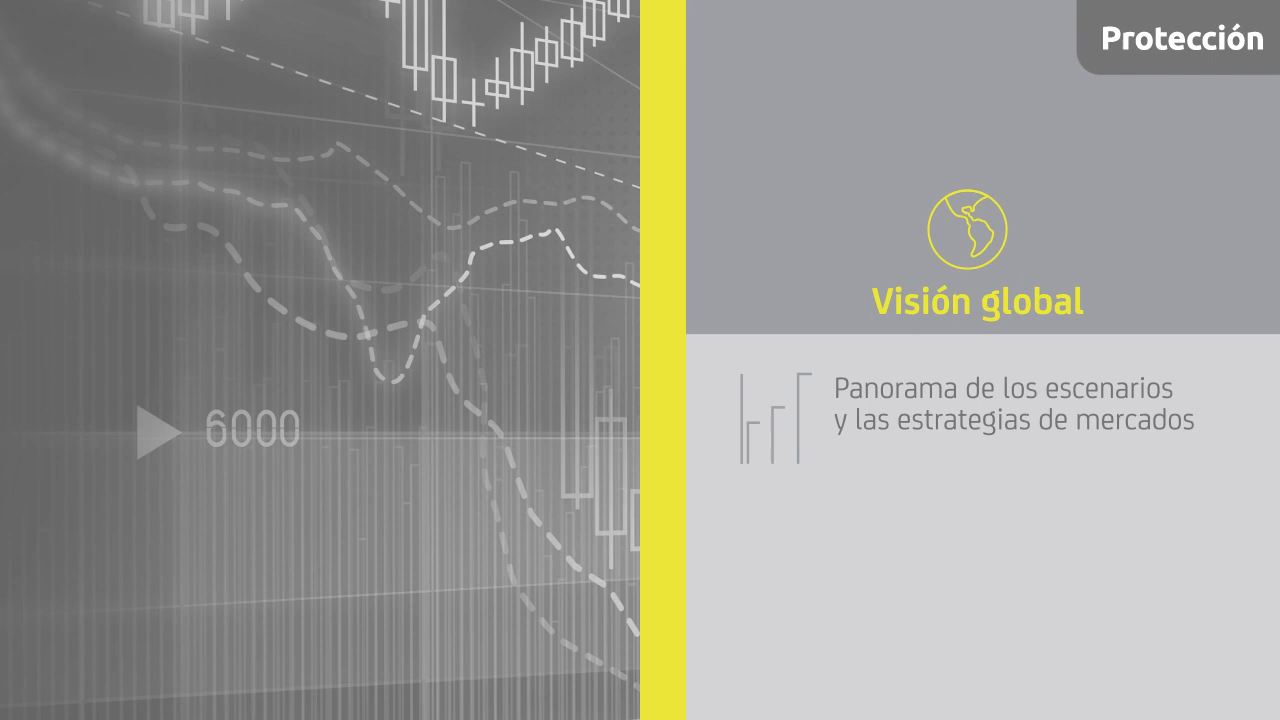 Protección
Visión global
Panorama de los escenarios
y las estrategias de mercados
6000